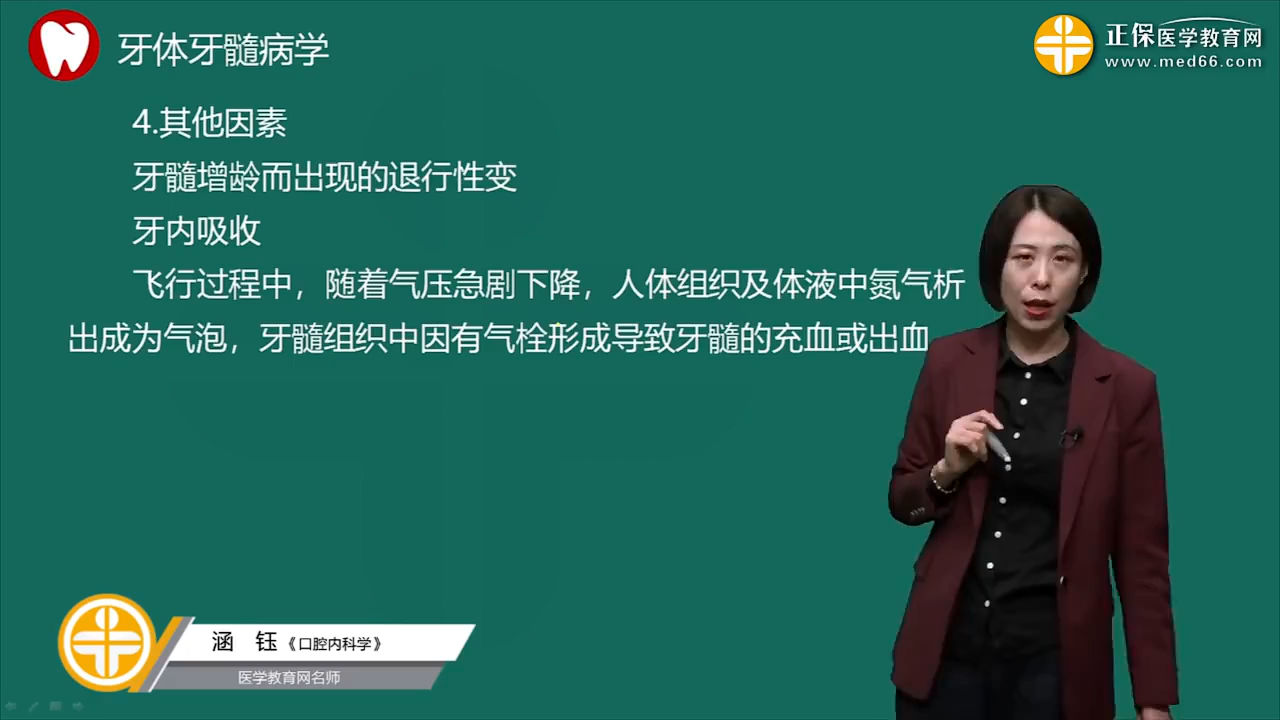 牙体牙髓病学
正保医学教育网
www.med66.com
4.其他因素
牙髓增龄而出现的退行性变
牙内吸收
飞行过程中，随着气压急剧下降，人体组织及体液中氮气析
出成为气泡，牙髓组织中因有气栓形成导致牙髓的充血或出血
涵 钰《口腔内科学》
医学教育网名师